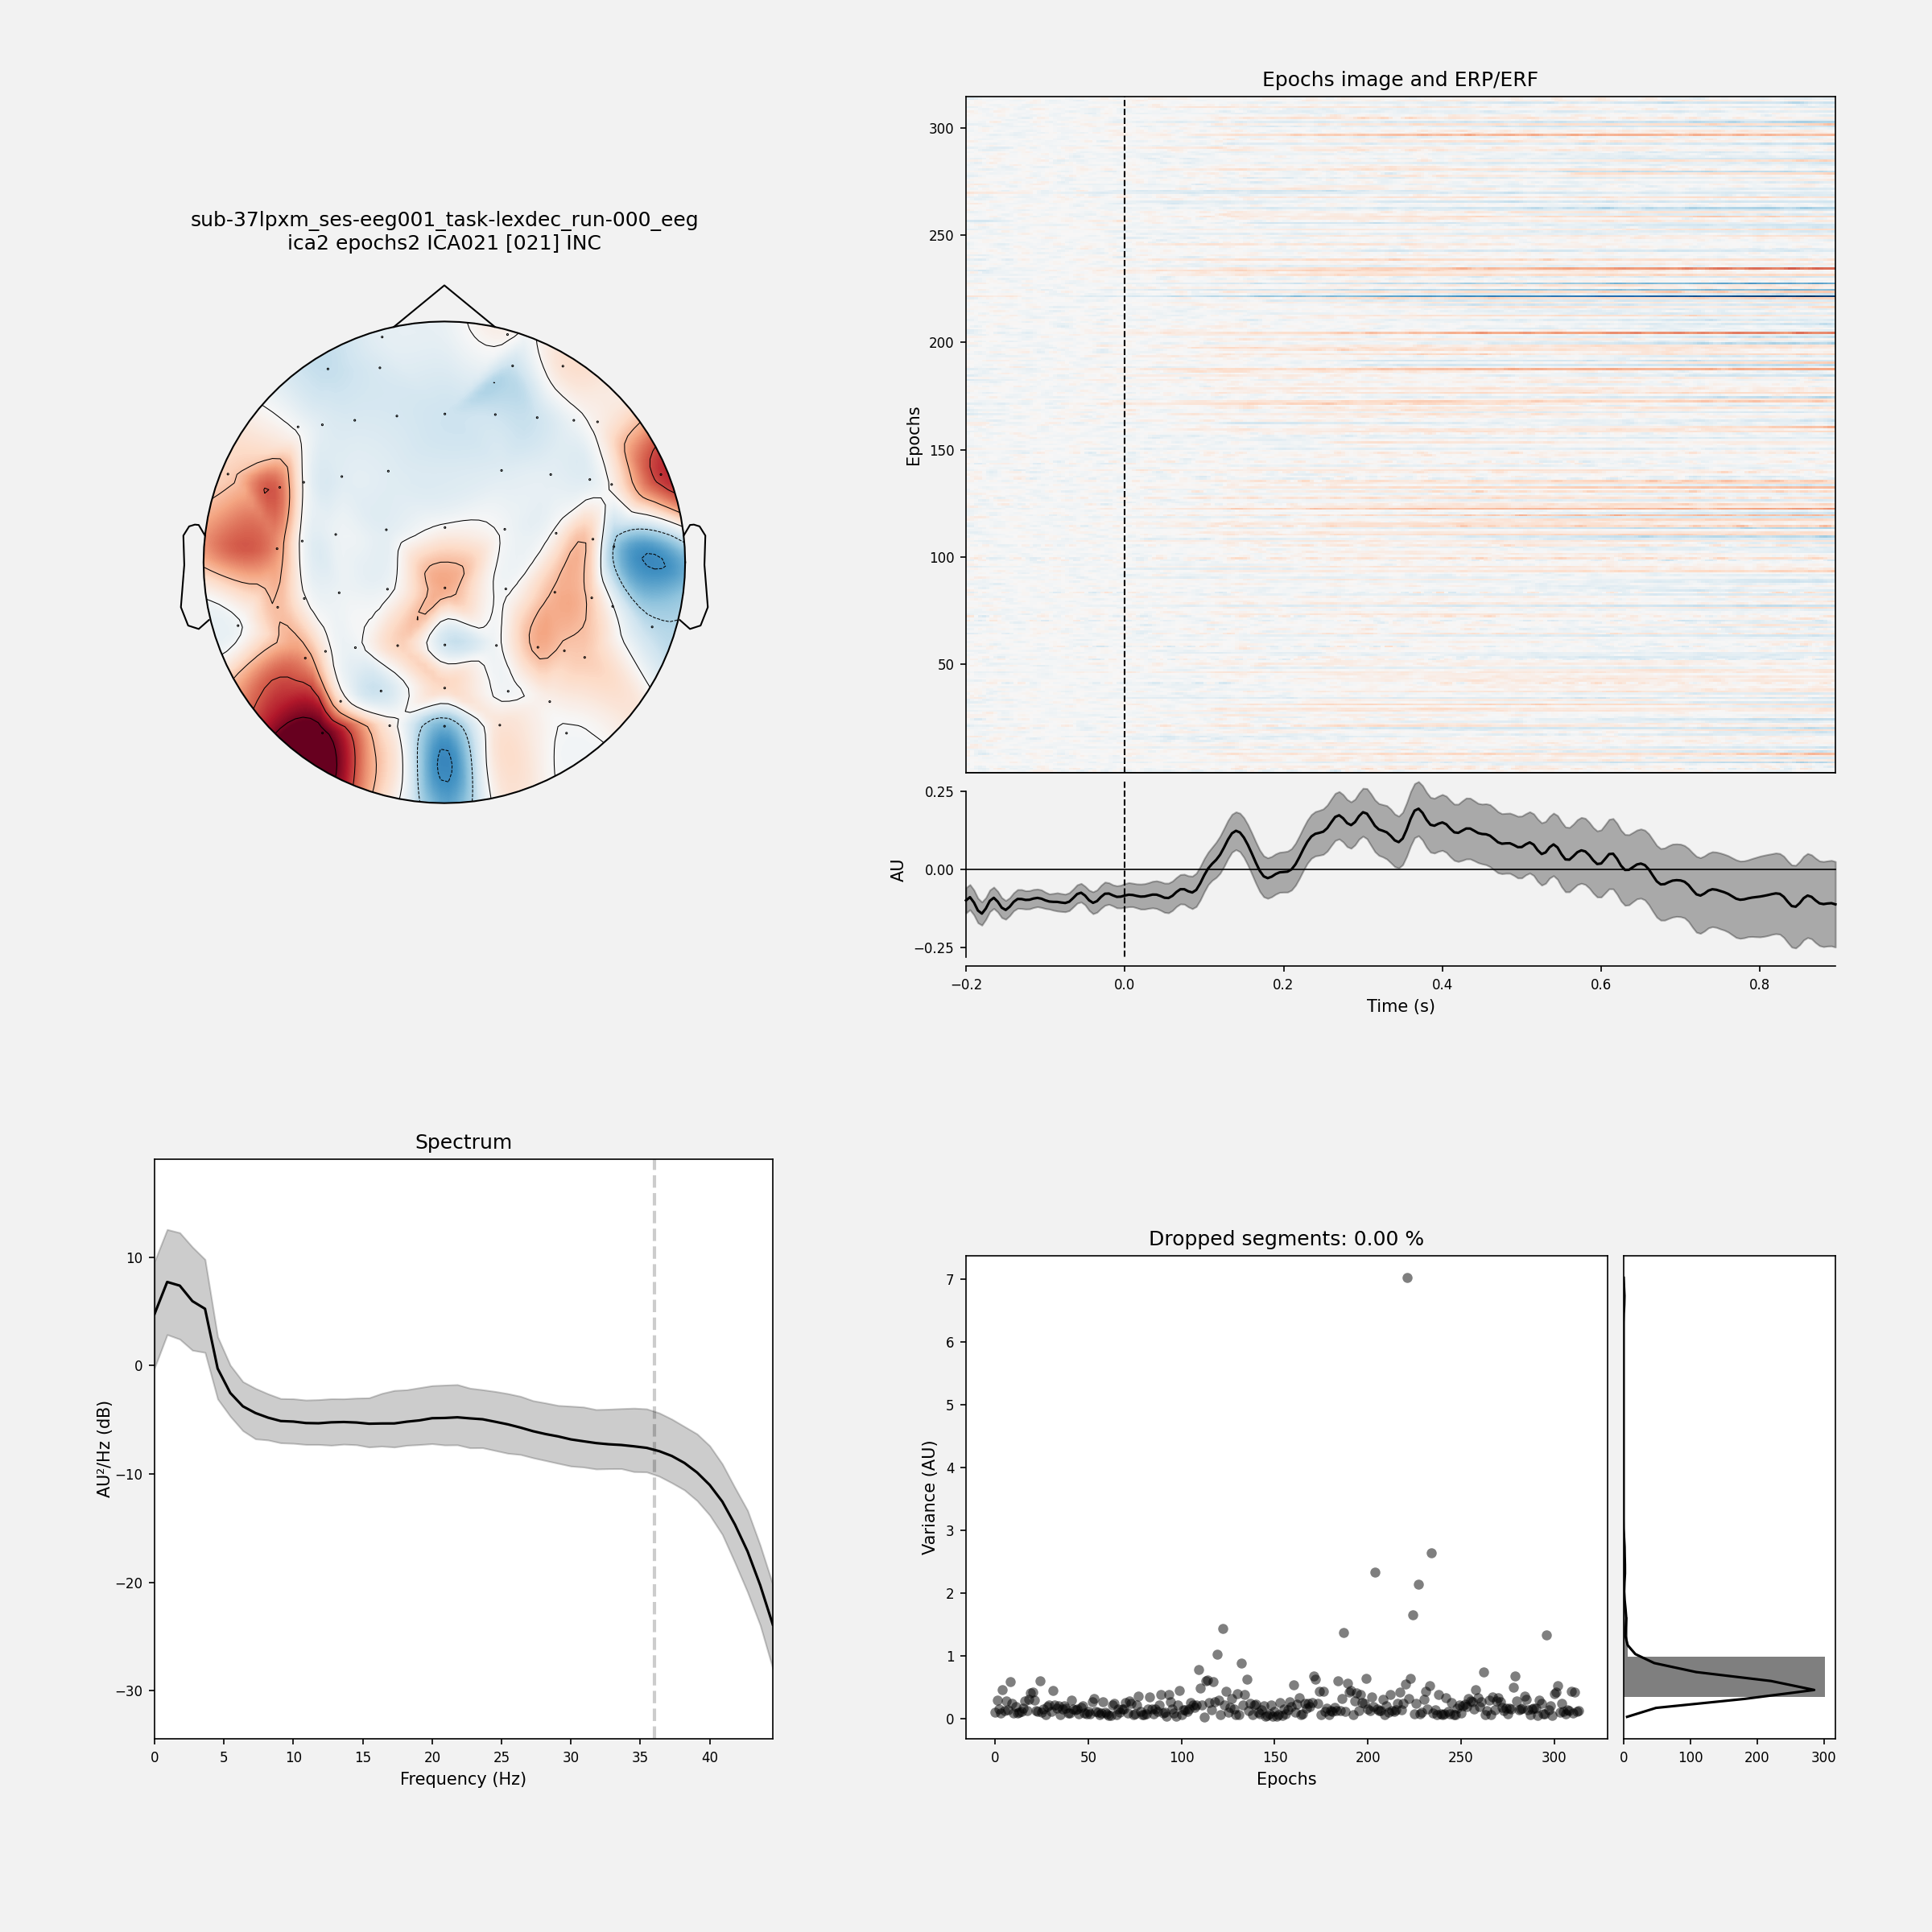 sub-37lpxm_ses-eeg001_task-lexdec_run-000_eeg
ica2 epochs2 ICA021 [021] INC
Epochs image and ERP/ERF
300
250
200
150
100
50
Epochs
0.25
0.00
−0.25
AU
−0.2 0.0 0.2 0.4 0.6 0.8
Time (s)
Spectrum
10
0
−10
−20
−30
AU²/Hz (dB)
0 5 10 15 20 25 30 35 40
Frequency (Hz)
Dropped segments: 0.00 %
7
6
5
4
3
2
1
0
Variance (AU)
0 50 100 150 200 250 300
Epochs
0 100 200 300